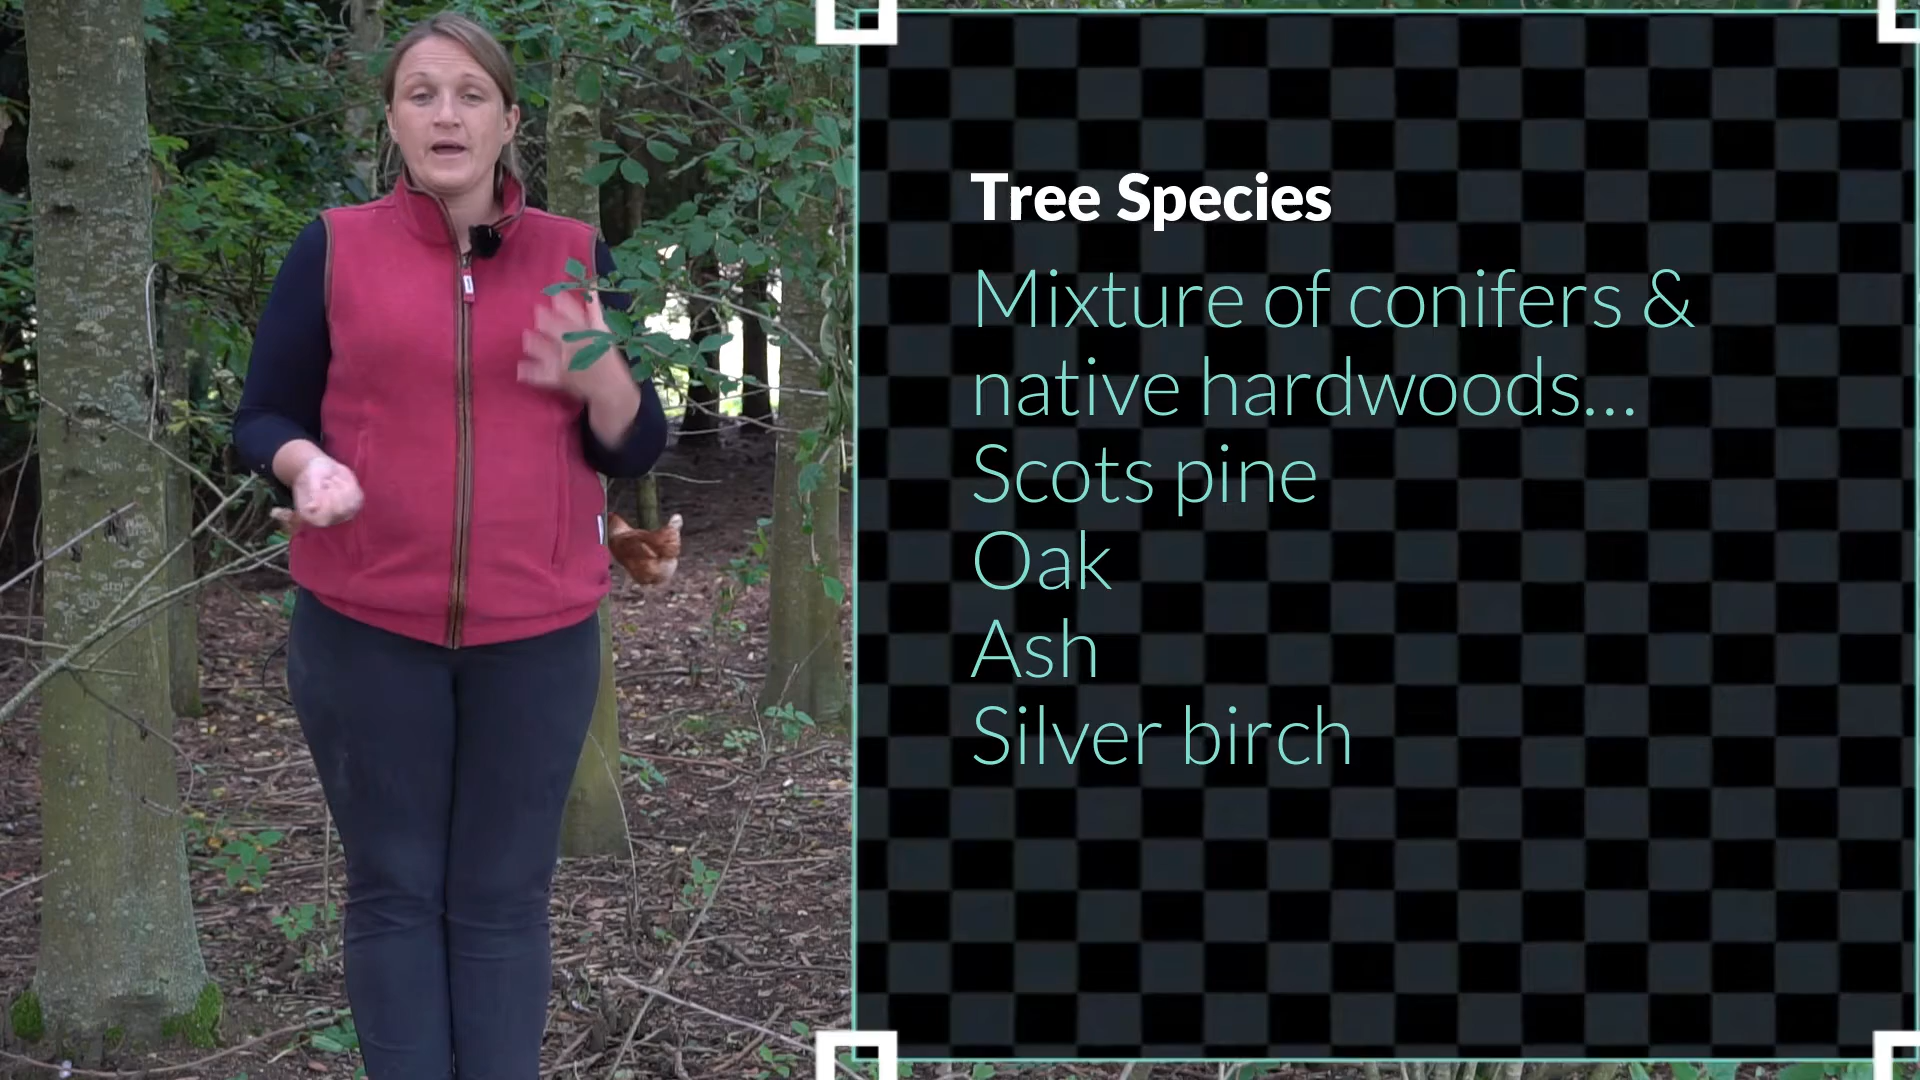 Tree Species
Mixture of conifers &
native hardwoods...
Scots pine
Oak
Ash
Silver birch